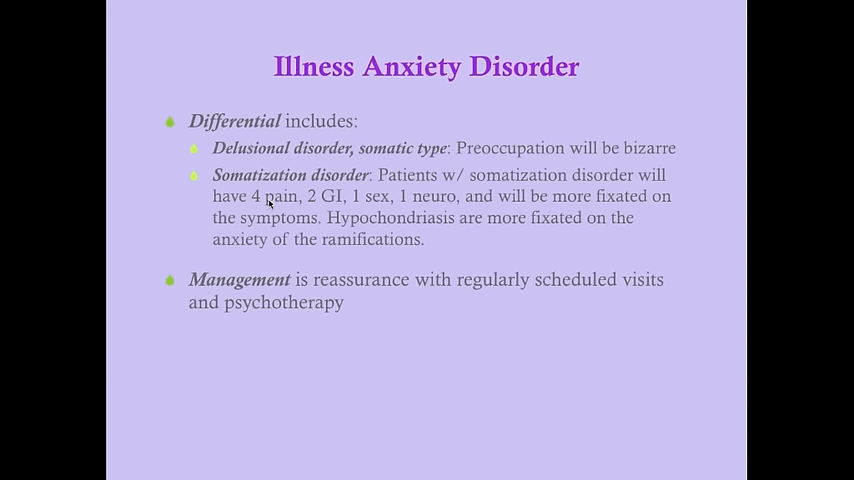 Illness Anxiety Disorder
Differential includes:
Delusional disorder, somatic type: Preoccupation will be bizarre
Somatization disorder: Patients w/ somatization disorder will
have 4 pain, 2 GI, 1 sex, 1 neuro, and will be more fixated on
the symptoms. Hypochondriasis are more fixated on the
anxiety of the ramifications.
Management is reassurance with regularly scheduled visits
and psychotherapy